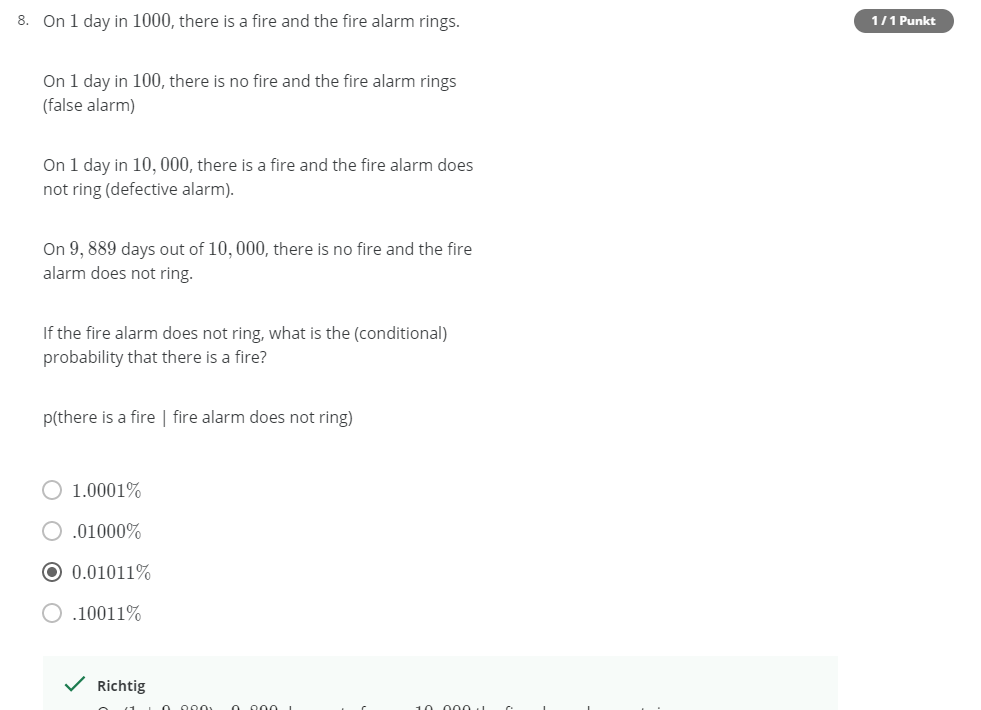 8. On 1 day in 1000, there is a fire and the fire alarm rings.
1 / 1 Punkt
On 1 day in 100, there is no fire and the fire alarm rings
(false alarm)
On 1 day in 10,000, there is a fire and the fire alarm does
not ring (defective alarm).
On 9,889 days out of 10,000, there is no fire and the fire
alarm does not ring.
If the fire alarm does not ring, what is the (conditional)
probability that there is a fire?
p(there is a fire | fire alarm does not ring)
1.0001%
.01000%
0.01011%
.10011%
Richtig